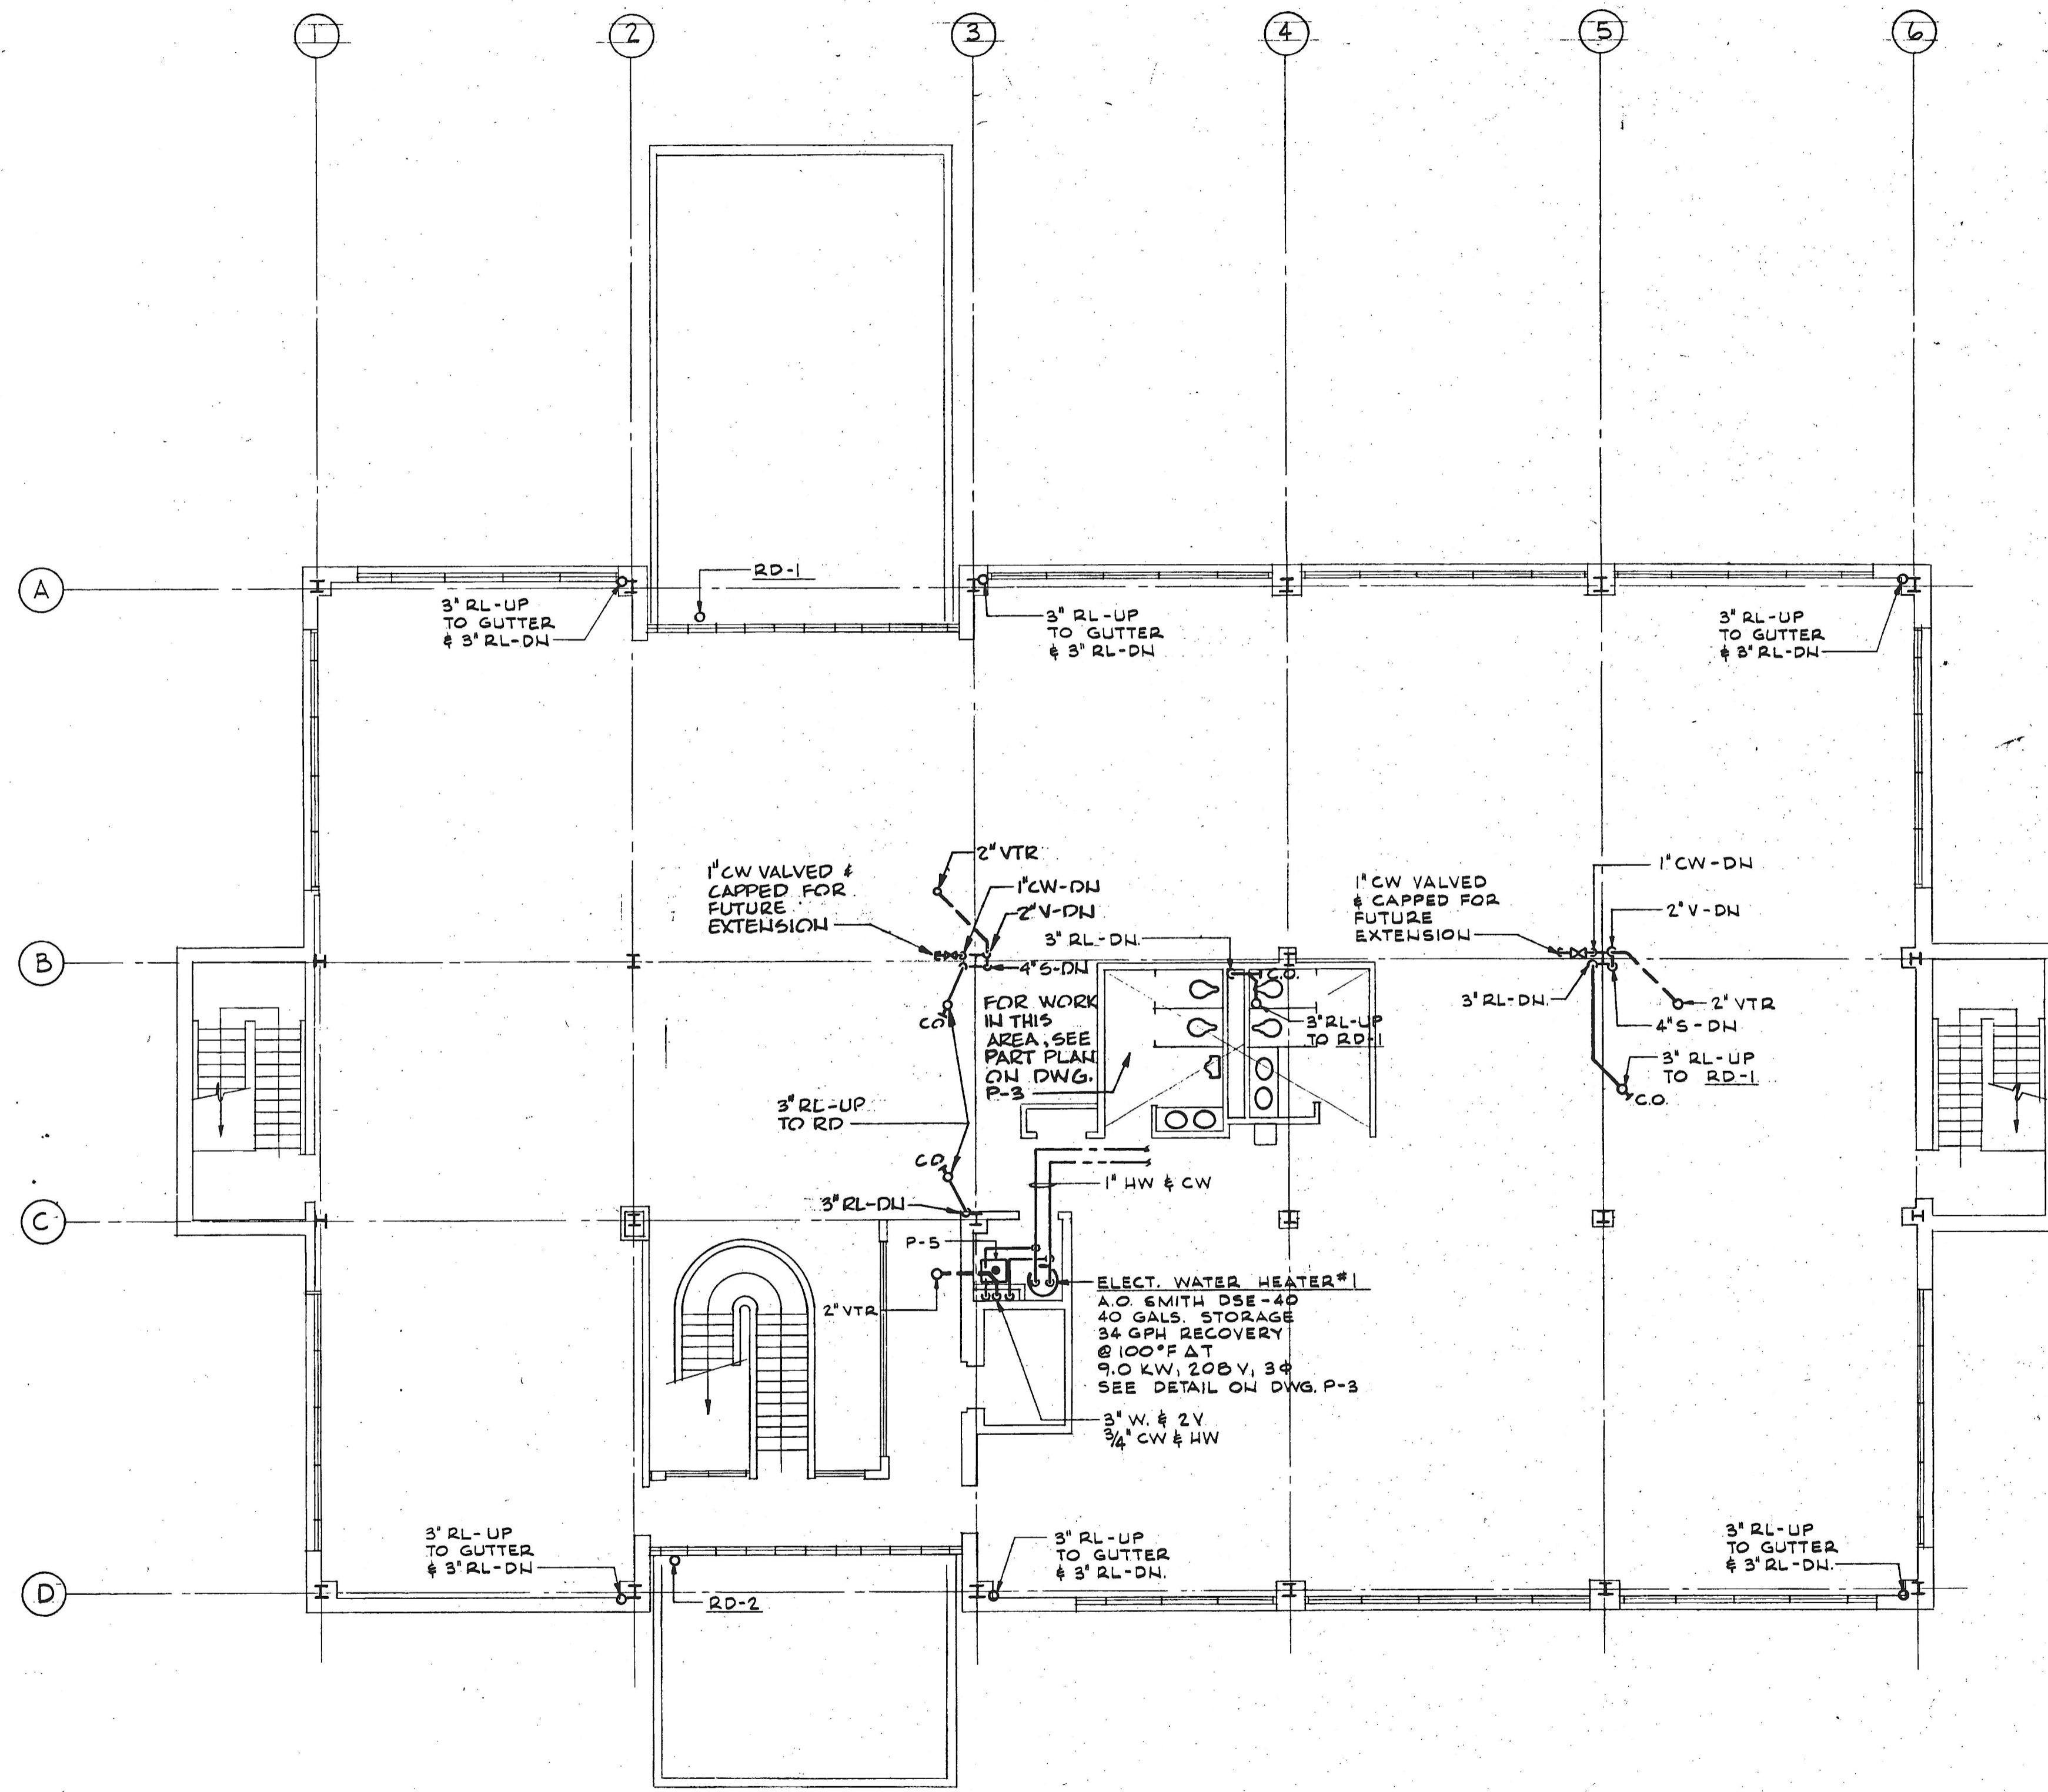 1
2
3
4
5
6
A
RD-1
3" RL-UP
TO GUTTER
& 3" RL-DN
3" RL-UP
TO GUTTER
& 3" RL-DN
3" RL-UP
TO GUTTER
& 3" RL-DN
2" VTR
1" CW VALVED &
CAPPED FOR
FUTURE
EXTENSION
1" CW-DN
2" V-DN
3" RL-DN.
4" S-DN
1" CW VALVED
& CAPPED FOR
FUTURE
EXTENSION
1" CW-DN
2" V-DN
B
C.O.
FOR WORK
IN THIS
AREA, SEE
PART PLAN
ON DWG.
P-3
C.O.
3" RL-UP
TO RD-1
3" RL-DN.
2" VTR
4" S-DN
3" RL-UP
TO RD-1
C.O.
3" RL-UP
TO RD
C.O.
3" RL-DN
1" HW & CW
C
P-5
2" VTR
ELECT. WATER HEATER #1
A.O. SMITH DSE-40
40 GALS. STORAGE
34 GPH RECOVERY
@ 100°F ΔT
9.0 KW, 208 V, 3Φ
SEE DETAIL ON DWG. P-3
3" W. & 2 V
3/4" CW & HW
3" RL-UP
TO GUTTER
& 3" RL-DN
3" RL-UP
TO GUTTER
& 3" RL-DN.
3" RL-UP
TO GUTTER
& 3" RL-DN.
D
RD-2